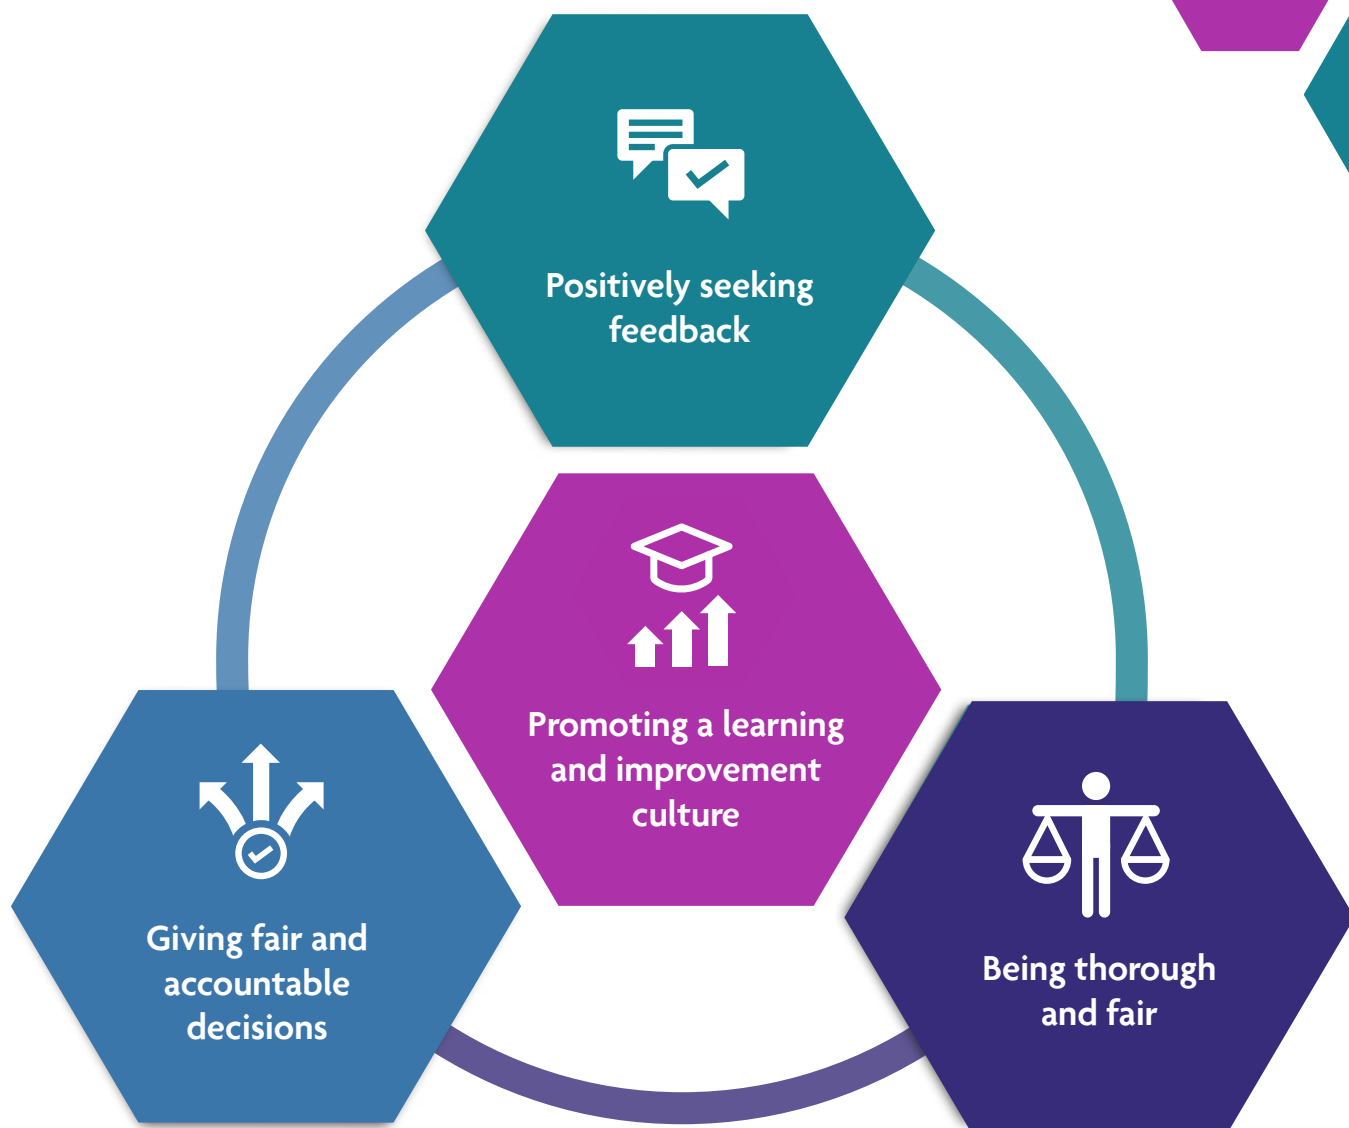 Positively seeking
feedback
Promoting a learning
and improvement
culture
Giving fair and
accountable
decisions
Being thorough
and fair